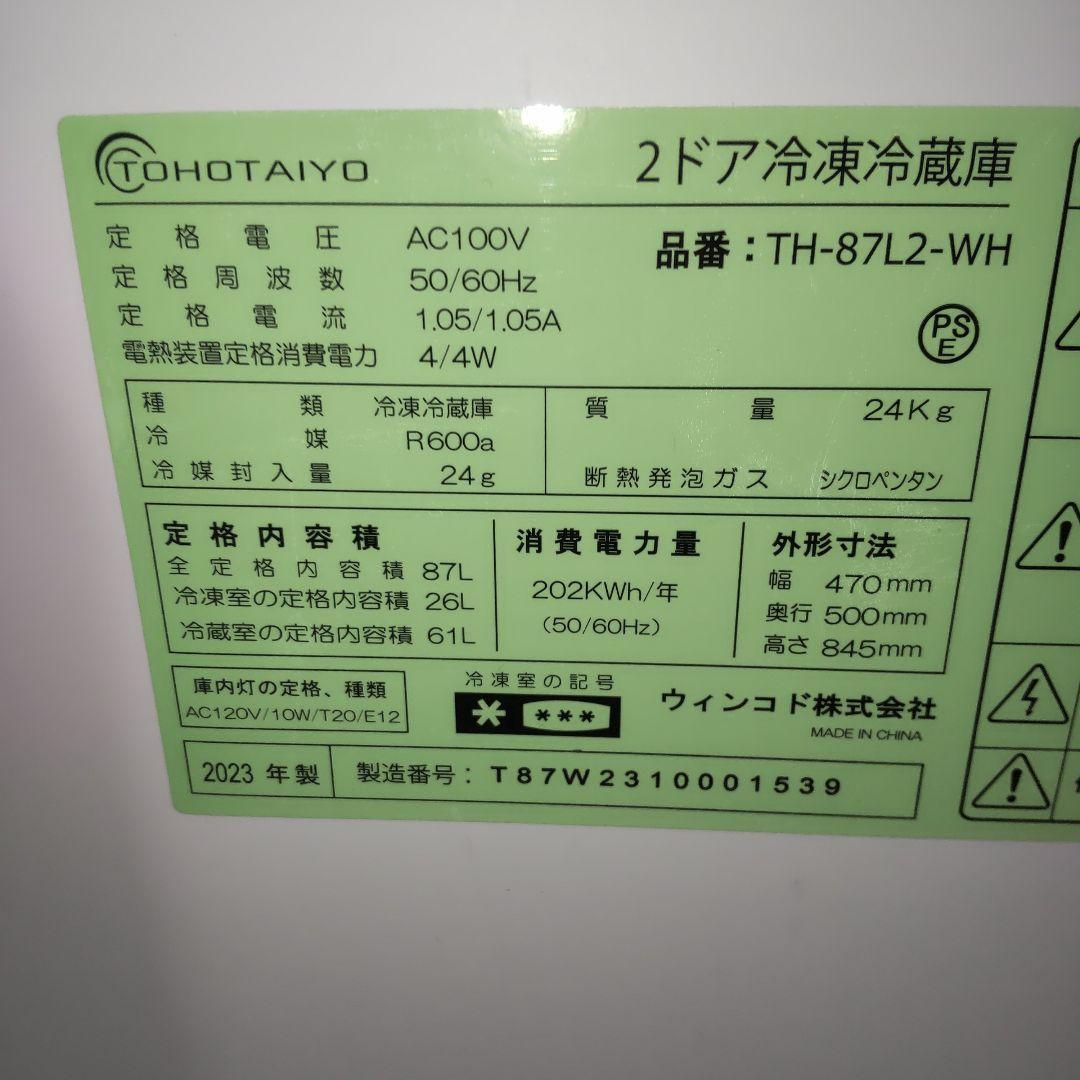 TOHOTAIYO
2ドア冷凍冷蔵庫
定格電圧 AC100V
品番：TH-87L2-WH
定格周波数 50/60Hz
定格電流 1.05/1.05A
電熱装置定格消費電力 4/4W
PS
E
種類 冷凍冷蔵庫
冷媒 R600a
冷媒封入量 24g
質量 24Kg
断熱発泡ガス シクロペンタン
定格内容積
全定格内容積 87L
冷凍室の定格内容積 26L
冷蔵室の定格内容積 61L
消費電力量
202KWh/年
(50/60Hz)
外形寸法
幅 470mm
奥行 500mm
高さ 845mm
庫内灯の定格、種類
AC120V/10W/T20/E12
冷凍室の記号
* ***
ウィンコド株式会社
MADE IN CHINA
2023 年製
製造番号：T87W2310001539